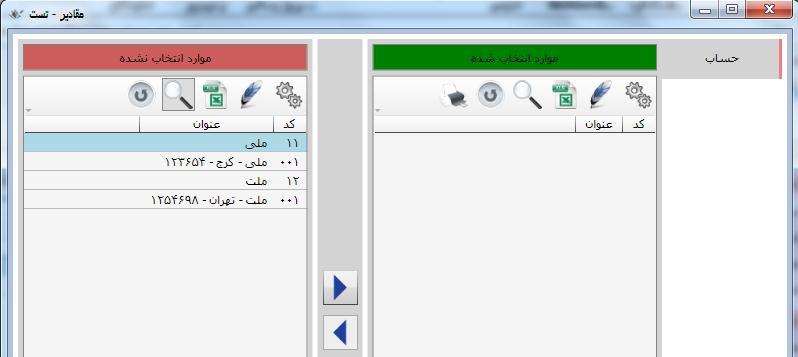 مقادیر - تست
حساب
موارد انتخاب شده
کد عنوان
موارد انتخاب نشده
کد عنوان
۱۱ ملی
۰۰۱ ملی - کرج - ۱۲۳۶۵۴
۱۲ ملت
۰۰۱ ملت - تهران - ۱۲۵۴۶۹۸